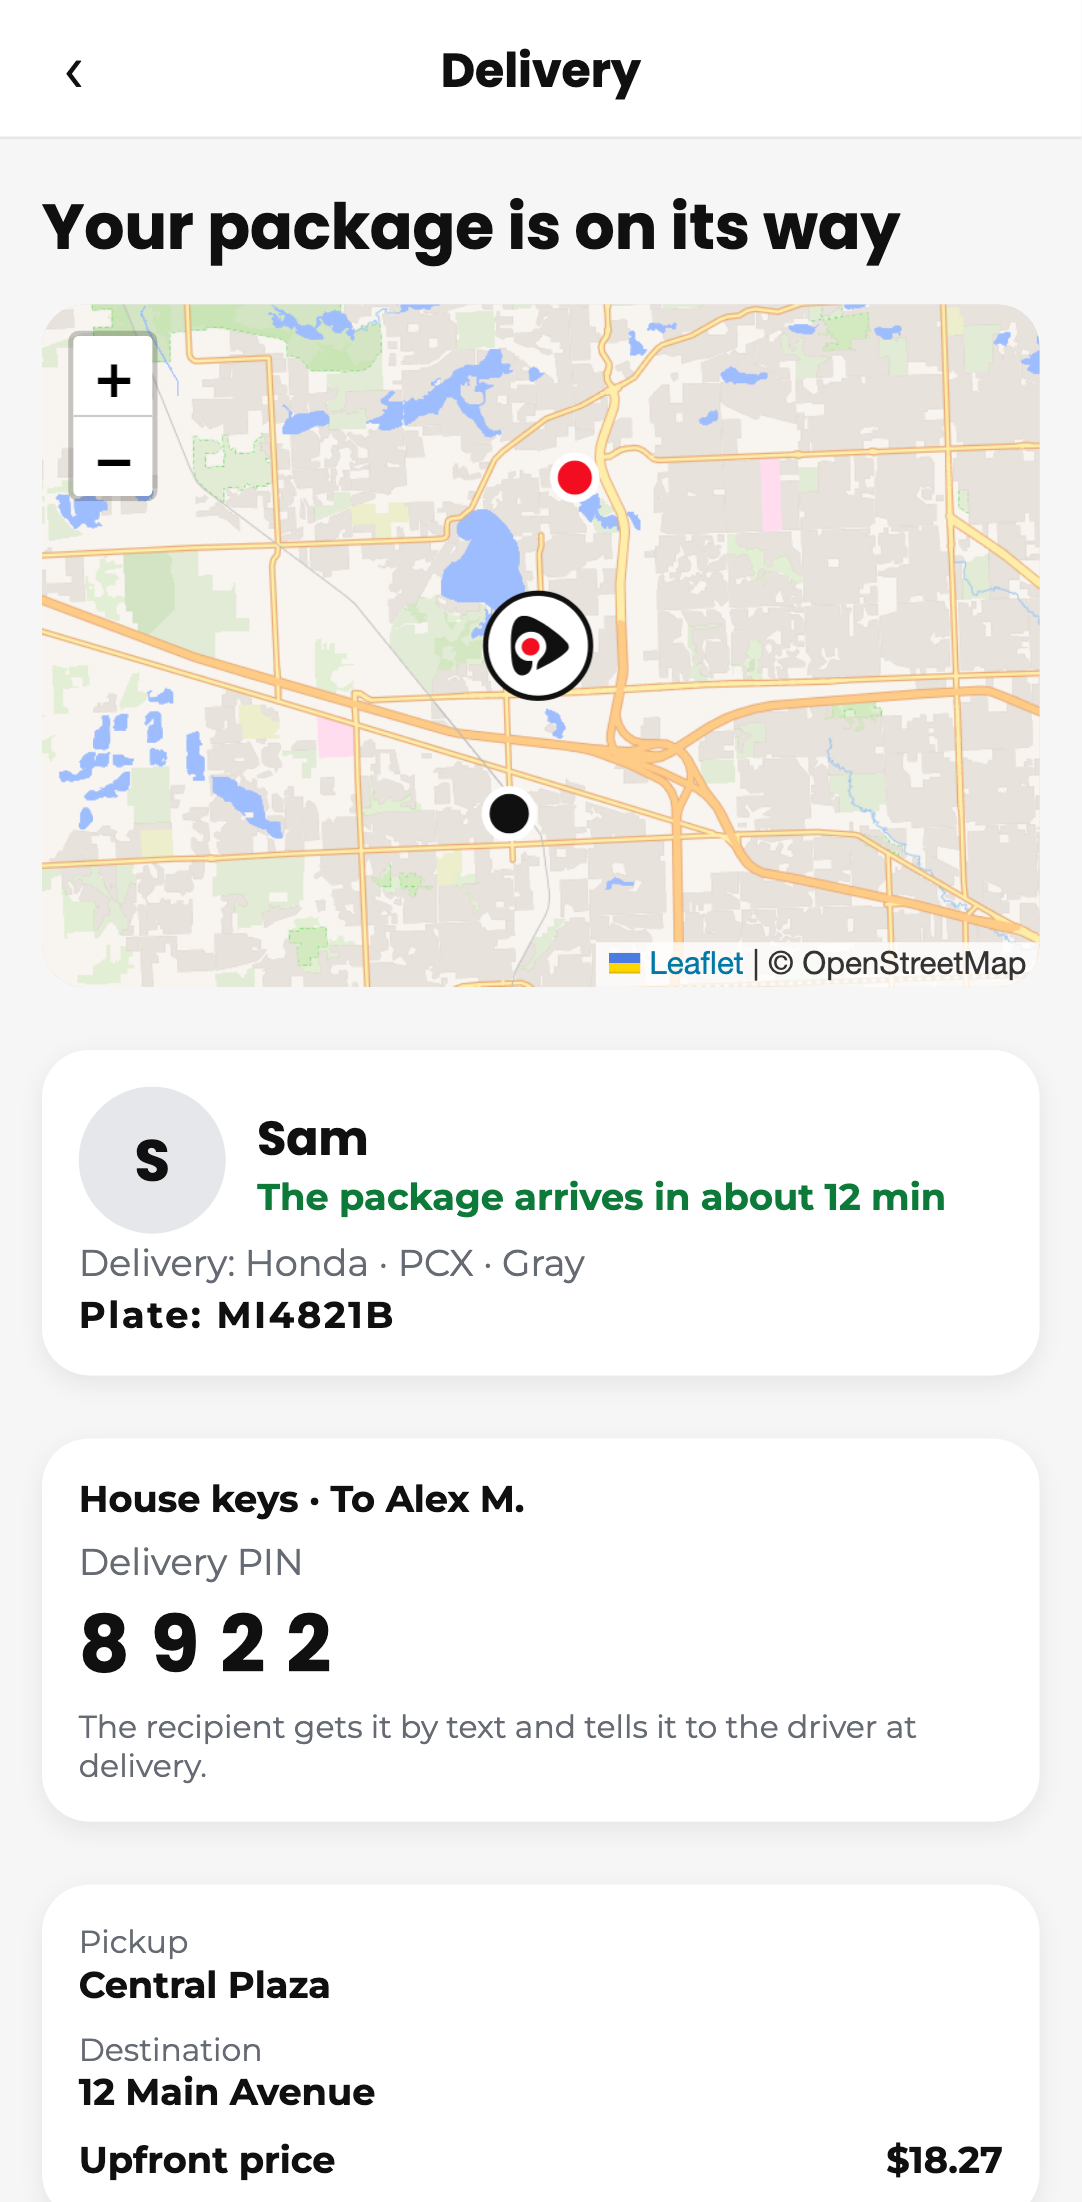 ‹
Delivery
Your package is on its way
+
−
Leaflet | © OpenStreetMap
S
Sam
The package arrives in about 12 min
Delivery: Honda · PCX · Gray
Plate: MI4821B
House keys · To Alex M.
Delivery PIN
8 9 2 2
The recipient gets it by text and tells it to the driver at
delivery.
Pickup
Central Plaza
Destination
12 Main Avenue
Upfront price $18.27